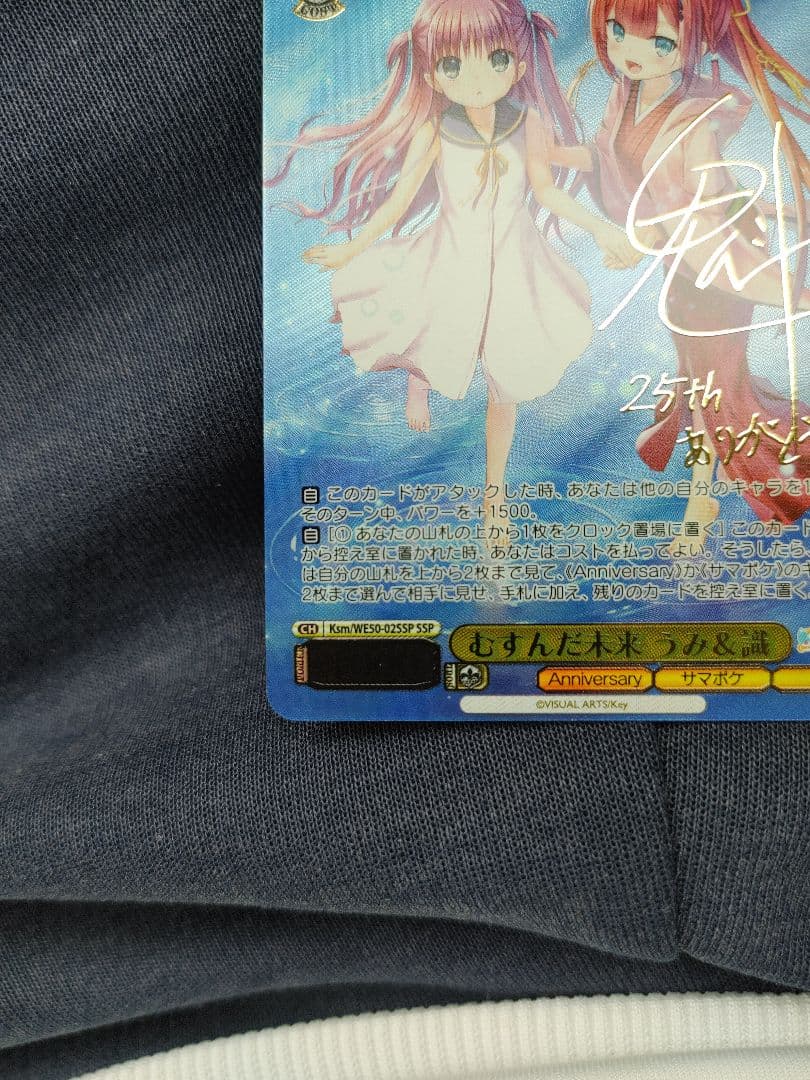 COST
魁
25th
ありがとう
自 このカードがアタックした時、あなたは他の自分のキャラを1
そのターン中、パワーを+1500。
自 [① あなたの山札の上から1枚をクロック置場に置く] このカード
から控え室に置かれた時、あなたはコストを払ってよい。そうしたら、
は自分の山札を上から2枚まで見て、《Anniversary》か《サマポケ》のキ
2枚まで選んで相手に見せ、手札に加え、残りのカードを控え室に置く。
CH Ksm/WE50-02SSP SSP
むすんだ未来 うみ&識
Anniversary サマポケ
©VISUAL ARTS/Key